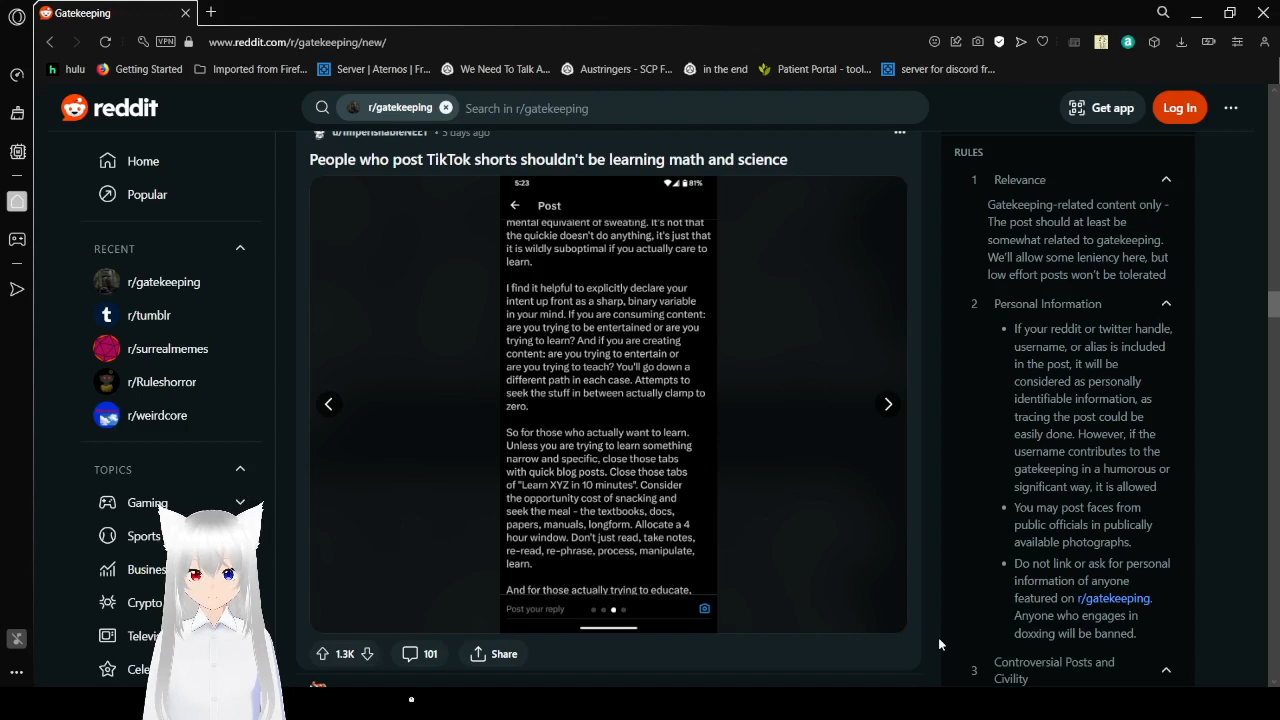 Gatekeeping
VPN
www.reddit.com/r/gatekeeping/new/
hulu
Getting Started
Imported from Firef...
Server | Aternos | Fr...
We Need To Talk A...
Austringers - SCP F...
in the end
Patient Portal - tool...
server for discord fr...
reddit
r/gatekeeping
Search in r/gatekeeping
Get app
Log In
Home
Popular
RECENT
r/gatekeeping
r/tumblr
r/surrealmemes
r/Ruleshorror
r/weirdcore
TOPICS
Gaming
Sports
Busines
Crypto
Televi
Cele
u/ImperishableNEET • 5 days ago
People who post TikTok shorts shouldn't be learning math and science
5:23
81%
Post
mental equivalent of sweating. It's not that
the quickie doesn't do anything, it's just that
it is wildly suboptimal if you actually care to
learn.
I find it helpful to explicitly declare your
intent up front as a sharp, binary variable
in your mind. If you are consuming content:
are you trying to be entertained or are you
trying to learn? And if you are creating
content: are you trying to entertain or
are you trying to teach? You'll go down a
different path in each case. Attempts to
seek the stuff in between actually clamp to
zero.
So for those who actually want to learn.
Unless you are trying to learn something
narrow and specific, close those tabs
with quick blog posts. Close those tabs
of "Learn XYZ in 10 minutes". Consider
the opportunity cost of snacking and
seek the meal - the textbooks, docs,
papers, manuals, longform. Allocate a 4
hour window. Don't just read, take notes,
re-read, re-phrase, process, manipulate,
learn.
And for those actually trying to educate,
Post your reply
1.3K
101
Share
RULES
1 Relevance
Gatekeeping-related content only -
The post should at least be
somewhat related to gatekeeping.
We'll allow some leniency here, but
low effort posts won't be tolerated
2 Personal Information
• If your reddit or twitter handle,
username, or alias is included
in the post, it will be
considered as personally
identifiable information, as
tracing the post could be
easily done. However, if the
username contributes to the
gatekeeping in a humorous or
significant way, it is allowed
• You may post faces from
public officials in publically
available photographs.
• Do not link or ask for personal
information of anyone
featured on r/gatekeeping.
Anyone who engages in
doxxing will be banned.
3 Controversial Posts and
Civility